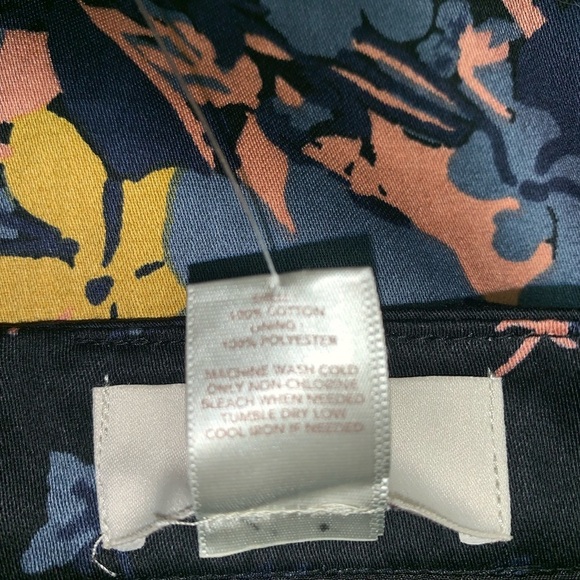 SHELL:
100% COTTON
LINING:
100% POLYESTER
MACHINE WASH COLD
ONLY NON-CHLORINE
BLEACH WHEN NEEDED
TUMBLE DRY LOW
COOL IRON IF NEEDED